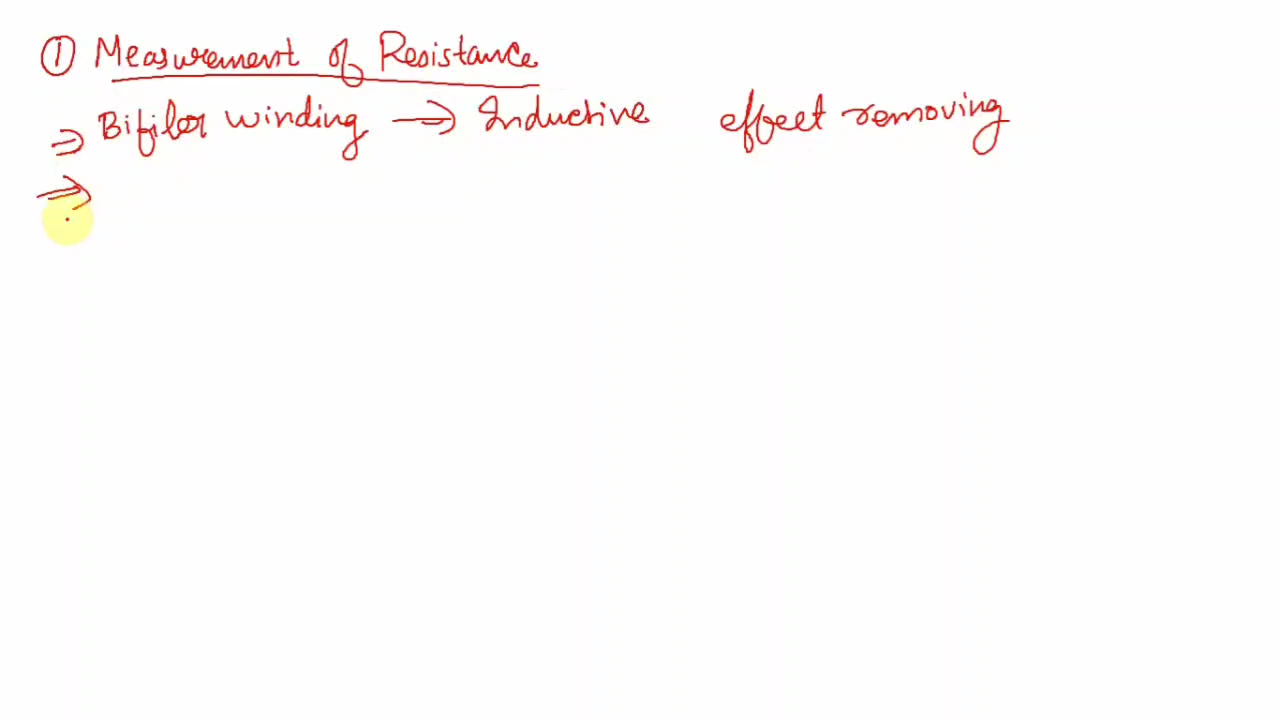 ① Measurement of Resistance
⇒ Bifilar winding → Inductive effect removing
⇒